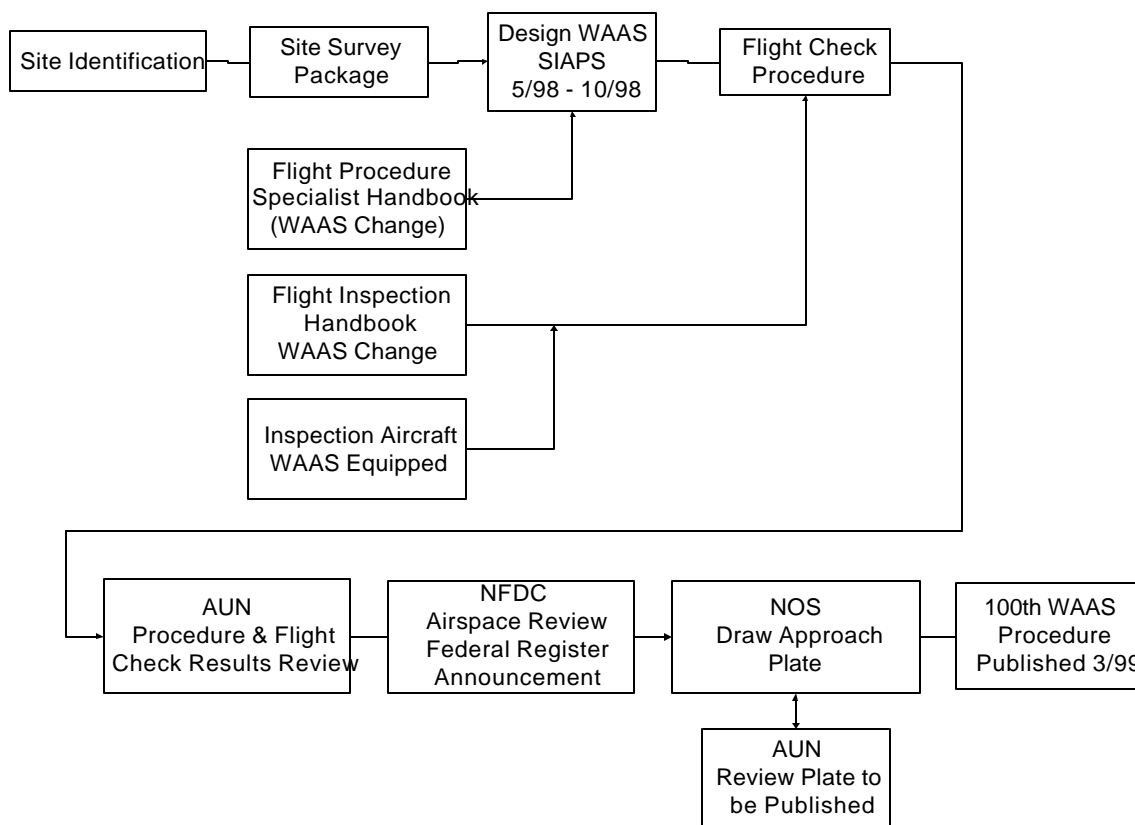 Site Identification
Site Survey
Package
Design WAAS
SIAPS
5/98 - 10/98
Flight Check
Procedure
Flight Procedure
Specialist Handbook
(WAAS Change)
Flight Inspection
Handbook
WAAS Change
Inspection Aircraft
WAAS Equipped
AUN
Procedure & Flight
Check Results Review
NFDC
Airspace Review
Federal Register
Announcement
NOS
Draw Approach
Plate
100th WAAS
Procedure
Published 3/99
AUN
Review Plate to
be Published